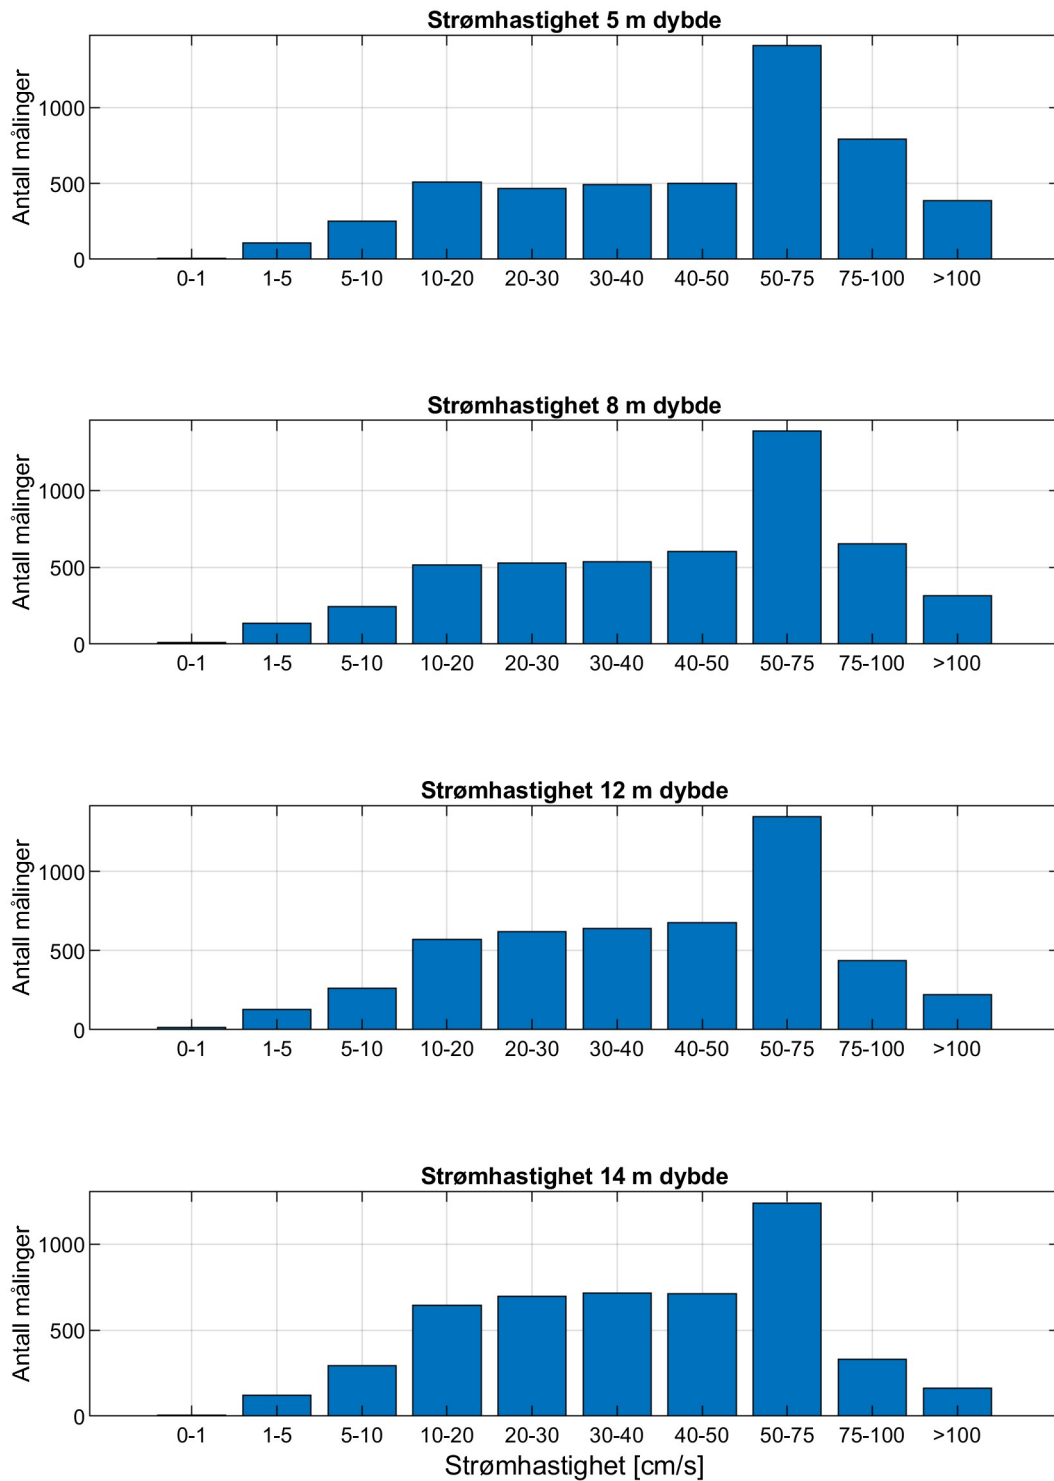 Strømhastighet 5 m dybde
Antall målinger
1000
500
0
0-1 1-5 5-10 10-20 20-30 30-40 40-50 50-75 75-100 >100
Strømhastighet 8 m dybde
Antall målinger
1000
500
0
0-1 1-5 5-10 10-20 20-30 30-40 40-50 50-75 75-100 >100
Strømhastighet 12 m dybde
Antall målinger
1000
500
0
0-1 1-5 5-10 10-20 20-30 30-40 40-50 50-75 75-100 >100
Strømhastighet 14 m dybde
Antall målinger
1000
500
0
0-1 1-5 5-10 10-20 20-30 30-40 40-50 50-75 75-100 >100
Strømhastighet [cm/s]